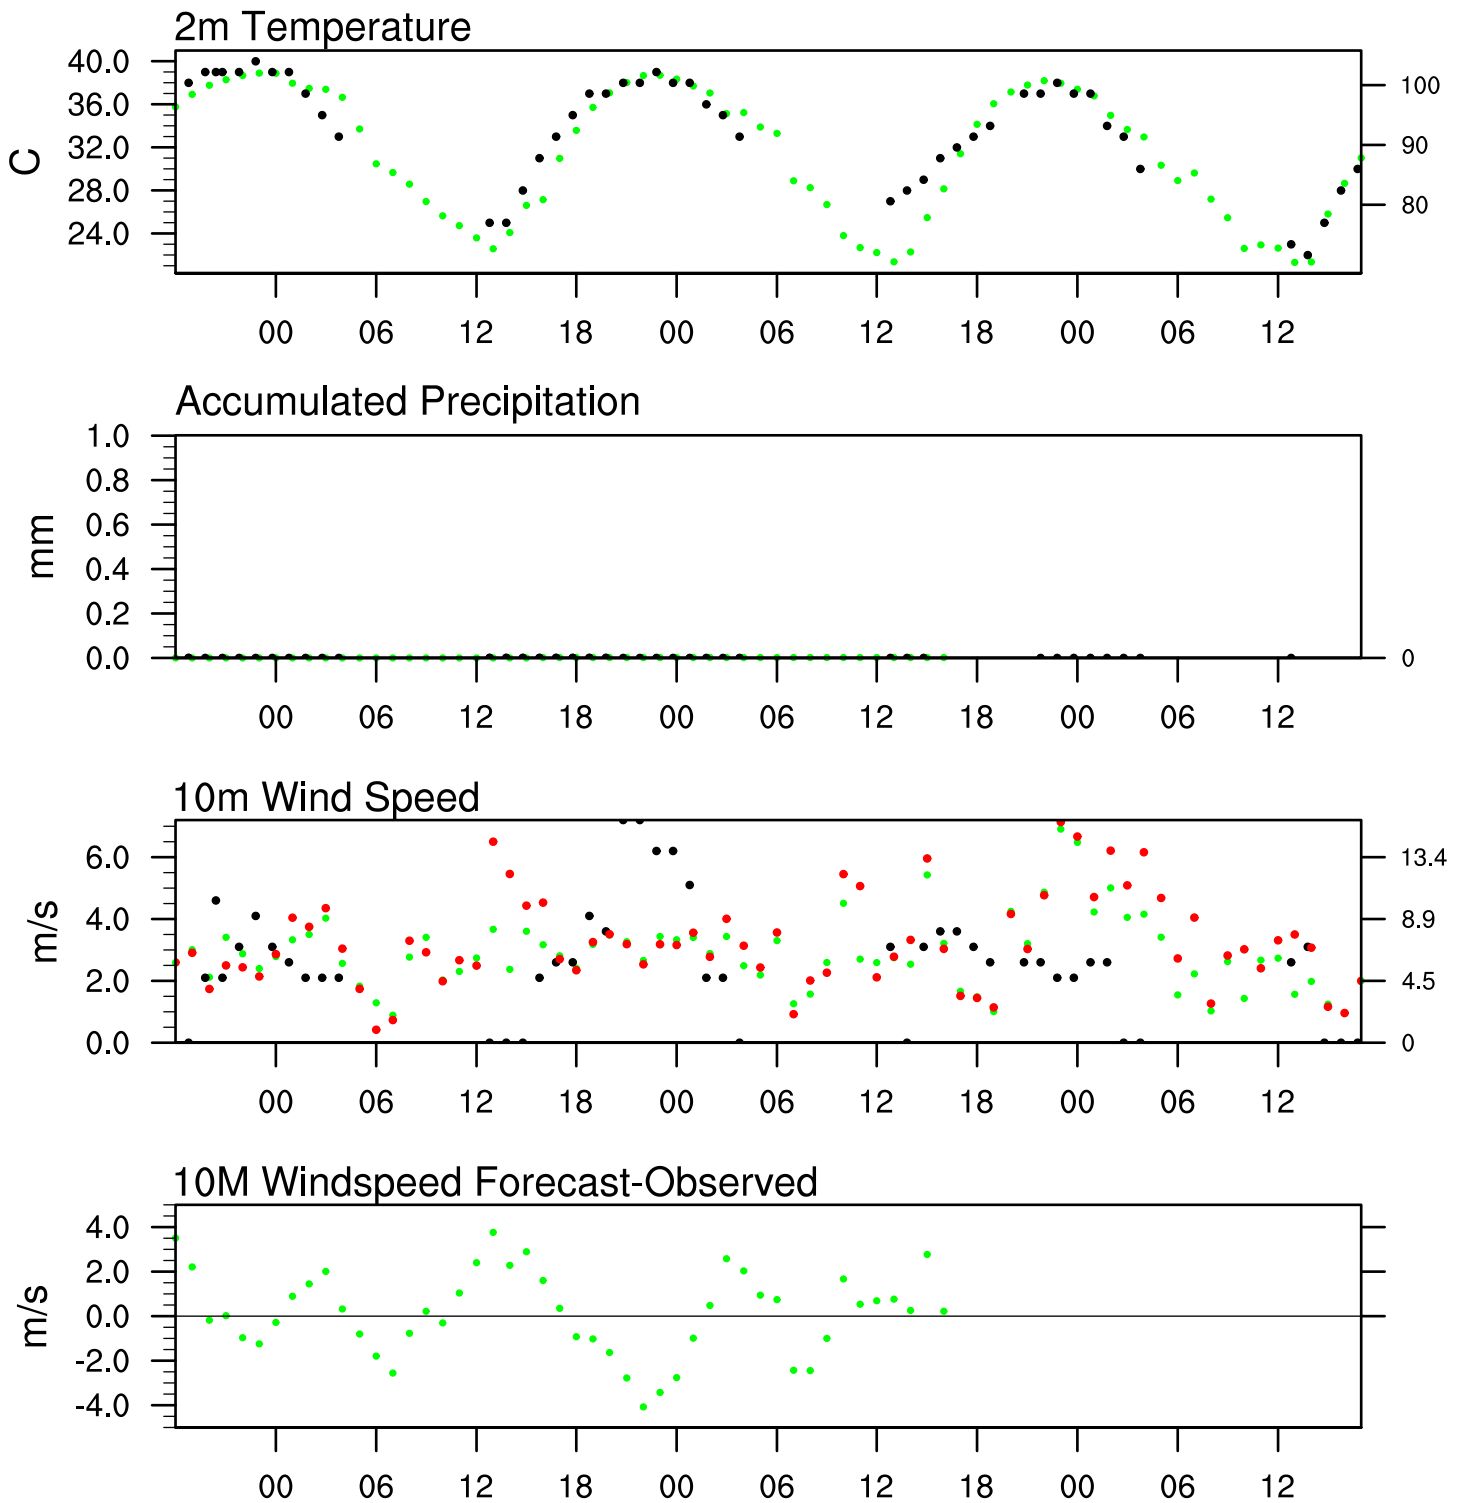 2m Temperature
40.0
36.0
32.0
28.0
24.0
C
100
90
80
00 06 12 18 00 06 12 18 00 06 12
Accumulated Precipitation
1.0
0.8
0.6
0.4
0.2
0.0
mm
0
00 06 12 18 00 06 12 18 00 06 12
10m Wind Speed
6.0
4.0
2.0
0.0
m/s
13.4
8.9
4.5
0
00 06 12 18 00 06 12 18 00 06 12
10M Windspeed Forecast-Observed
4.0
2.0
0.0
-2.0
-4.0
m/s
00 06 12 18 00 06 12 18 00 06 12